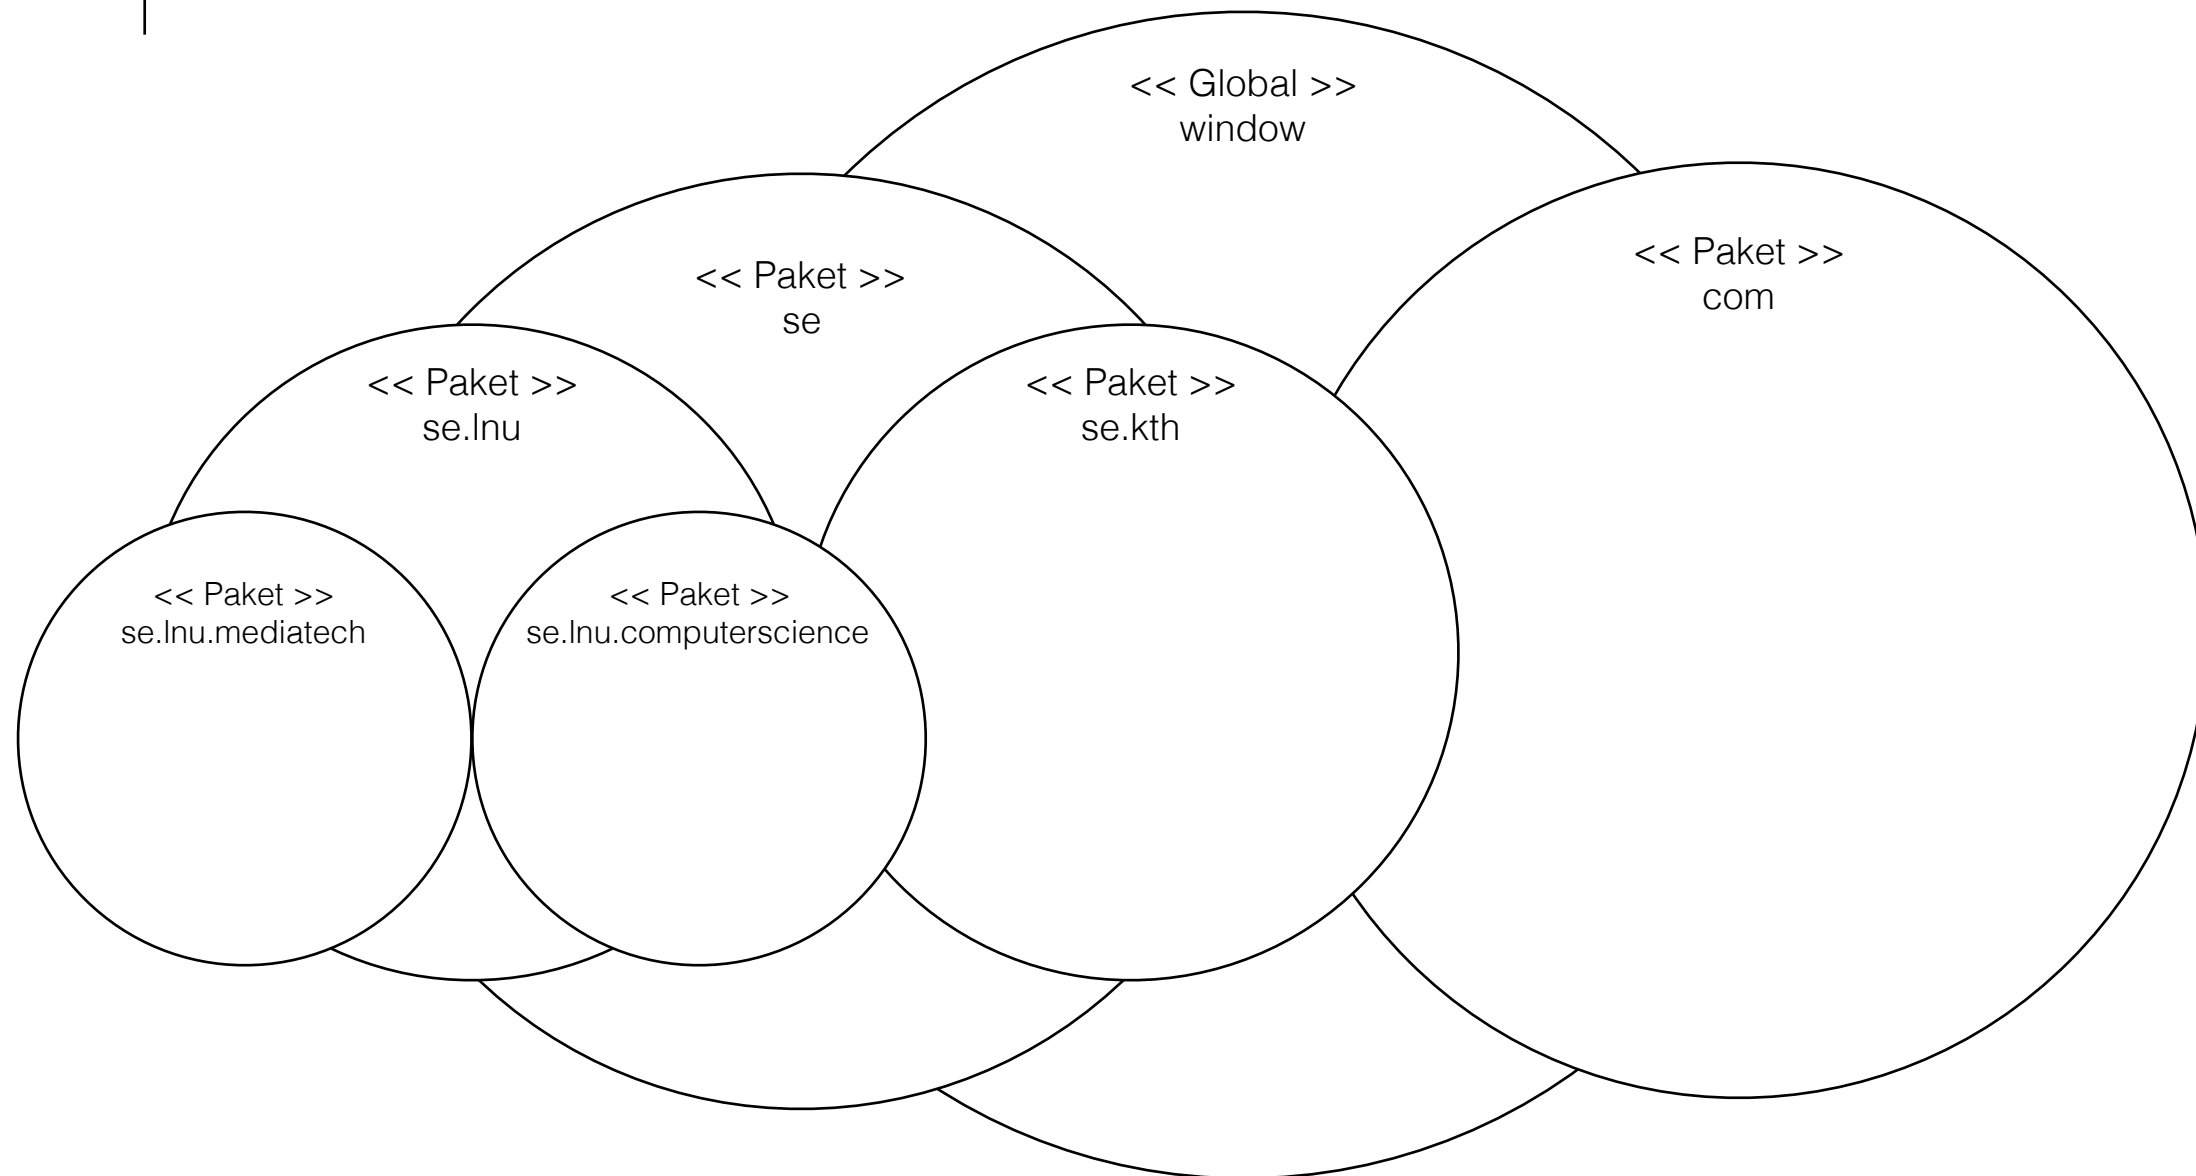 << Global >>
window
<< Paket >>
com
<< Paket >>
se
<< Paket >>
se.lnu
<< Paket >>
se.kth
<< Paket >>
se.lnu.mediatech
<< Paket >>
se.lnu.computerscience